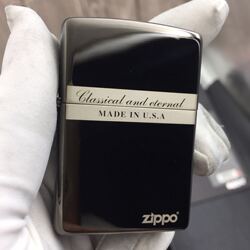 Classical and eternal
MADE IN U.S.A
zippo